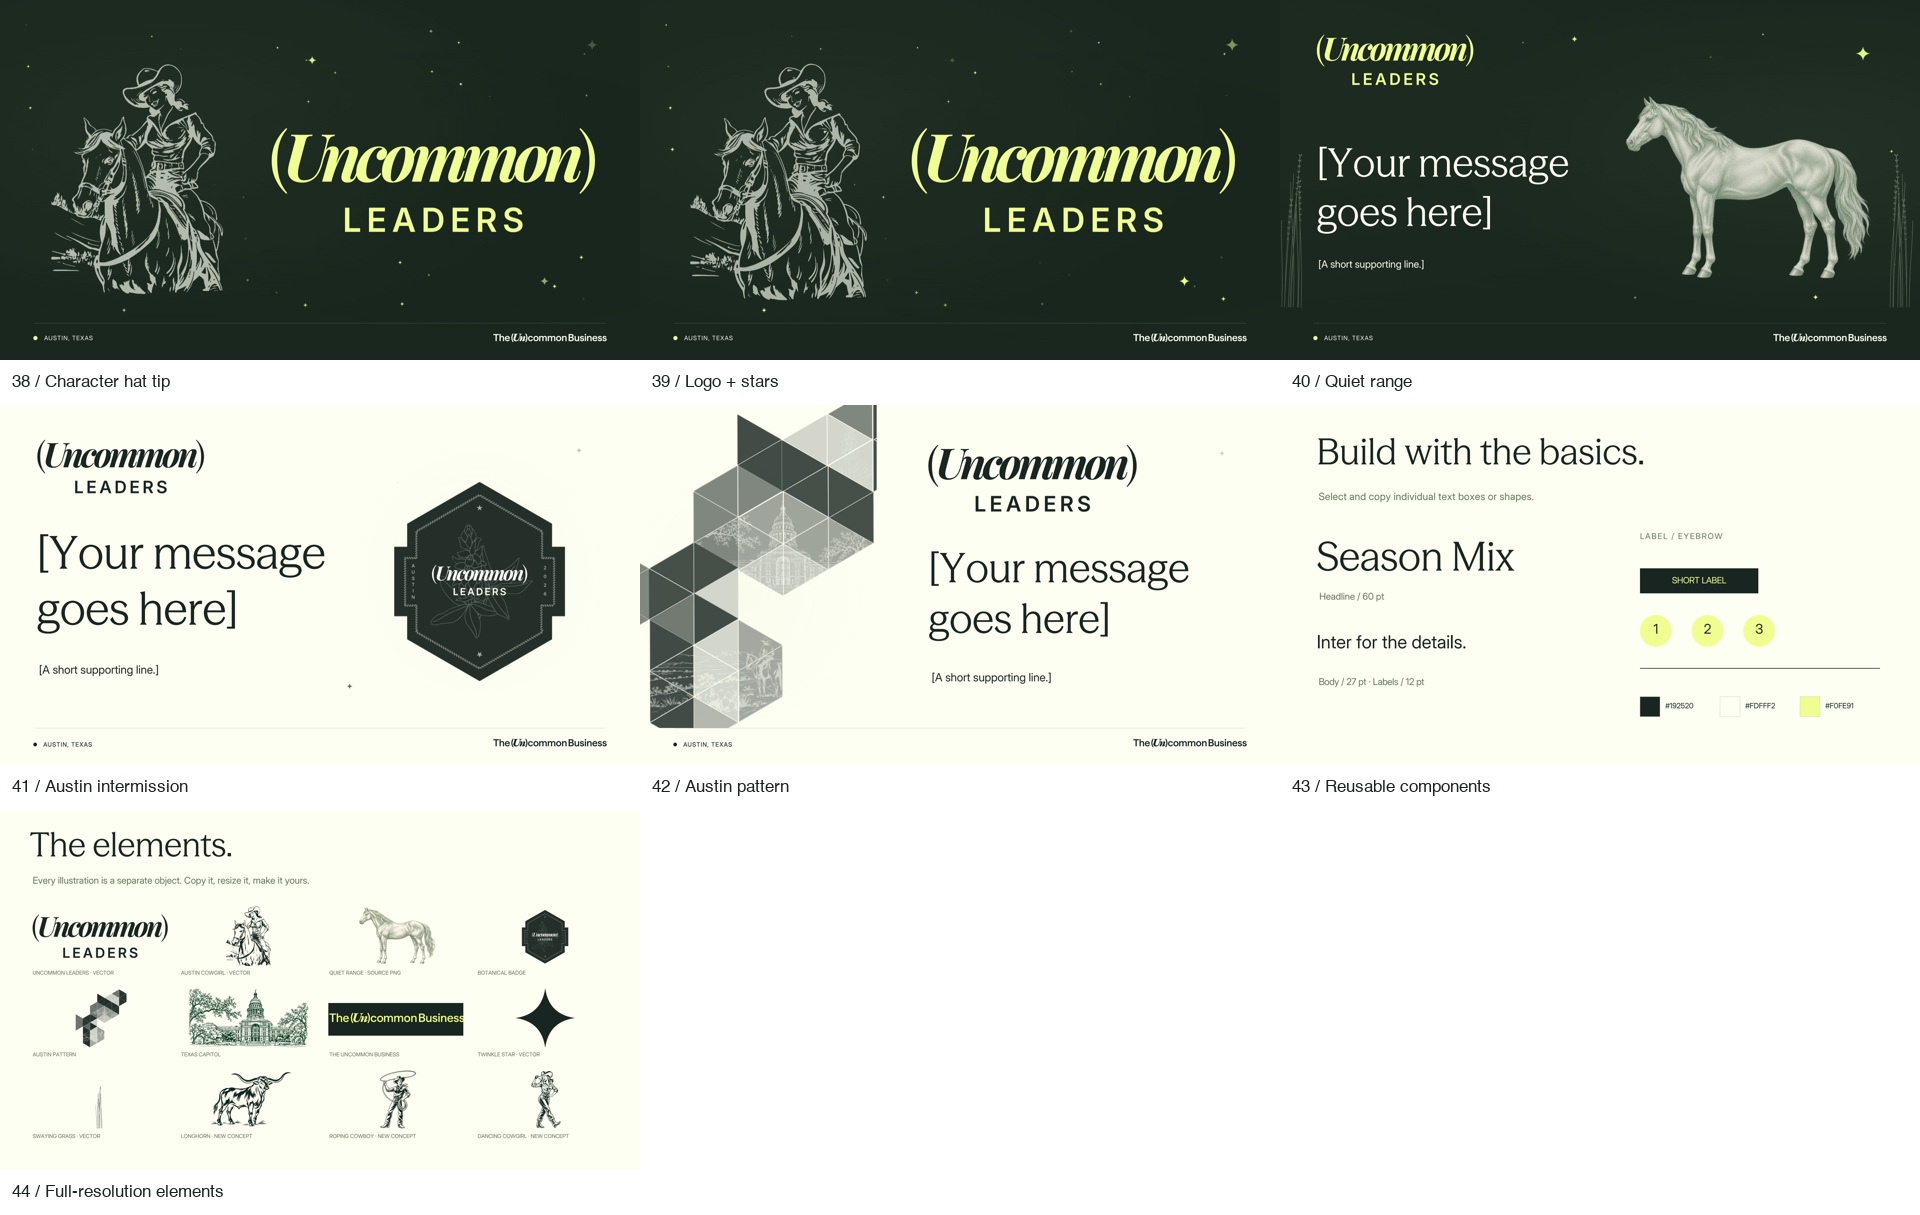 (Uncommon)
LEADERS
AUSTIN, TEXAS
The (Un)common Business
38 / Character hat tip
(Uncommon)
LEADERS
AUSTIN, TEXAS
The (Un)common Business
39 / Logo + stars
(Uncommon)
LEADERS
[Your message
goes here]
[A short supporting line.]
AUSTIN, TEXAS
The (Un)common Business
40 / Quiet range
(Uncommon)
LEADERS
[Your message
goes here]
[A short supporting line.]
AUSTIN
(Uncommon)
LEADERS
2026
AUSTIN, TEXAS
The (Un)common Business
41 / Austin intermission
(Uncommon)
LEADERS
[Your message
goes here]
[A short supporting line.]
AUSTIN, TEXAS
The (Un)common Business
42 / Austin pattern
Build with the basics.
Select and copy individual text boxes or shapes.
Season Mix
Headline / 60 pt
Inter for the details.
Body / 27 pt · Labels / 12 pt
LABEL / EYEBROW
SHORT LABEL
1 2 3
#192520 #FDFFF2 #F0FE91
43 / Reusable components
The elements.
Every illustration is a separate object. Copy it, resize it, make it yours.
(Uncommon)
LEADERS
(Uncommon)
LEADERS
UNCOMMON LEADERS · VECTOR
AUSTIN COWGIRL · VECTOR
QUIET RANGE · SOURCE PNG
BOTANICAL BADGE
The (Un)common Business
AUSTIN PATTERN
TEXAS CAPITOL
THE UNCOMMON BUSINESS
TWINKLE STAR · VECTOR
SWAYING GRASS · VECTOR
LONGHORN · NEW CONCEPT
ROPING COWBOY · NEW CONCEPT
DANCING COWGIRL · NEW CONCEPT
44 / Full-resolution elements